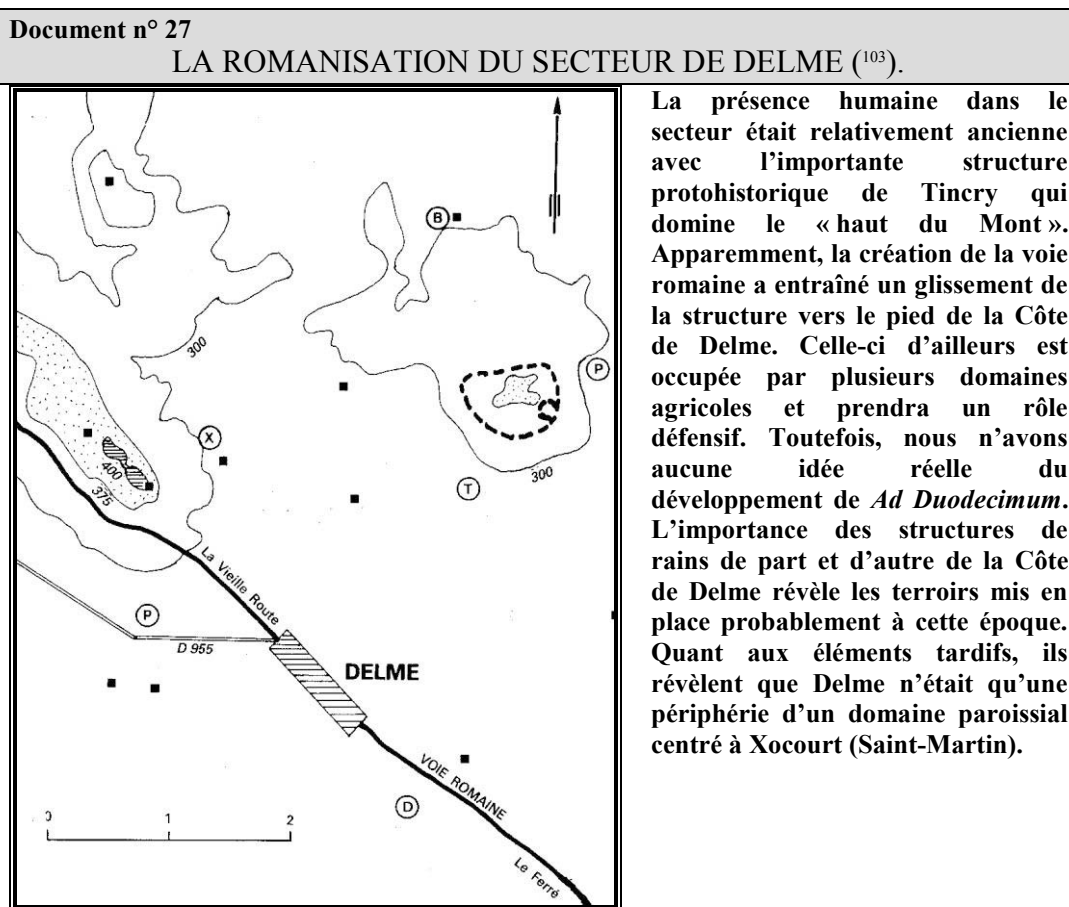 Document n° 27
LA ROMANISATION DU SECTEUR DE DELME (103).
La présence humaine dans le
secteur était relativement ancienne
avec l'importante structure
protohistorique de Tincry qui
domine le « haut du Mont ».
Apparemment, la création de la voie
romaine a entraîné un glissement de
la structure vers le pied de la Côte
de Delme. Celle-ci d'ailleurs est
occupée par plusieurs domaines
agricoles et prendra un rôle
défensif. Toutefois, nous n'avons
aucune idée réelle du
développement de Ad Duodecimum.
L'importance des structures de
rains de part et d'autre de la Côte
de Delme révèle les terroirs mis en
place probablement à cette époque.
Quant aux éléments tardifs, ils
révèlent que Delme n'était qu'une
périphérie d'un domaine paroissial
centré à Xocourt (Saint-Martin).
B
300
P
X
400
375
300
T
La Vieille Route
P
D 955
DELME
VOIE ROMAINE
D
0 1 2
Le Ferré